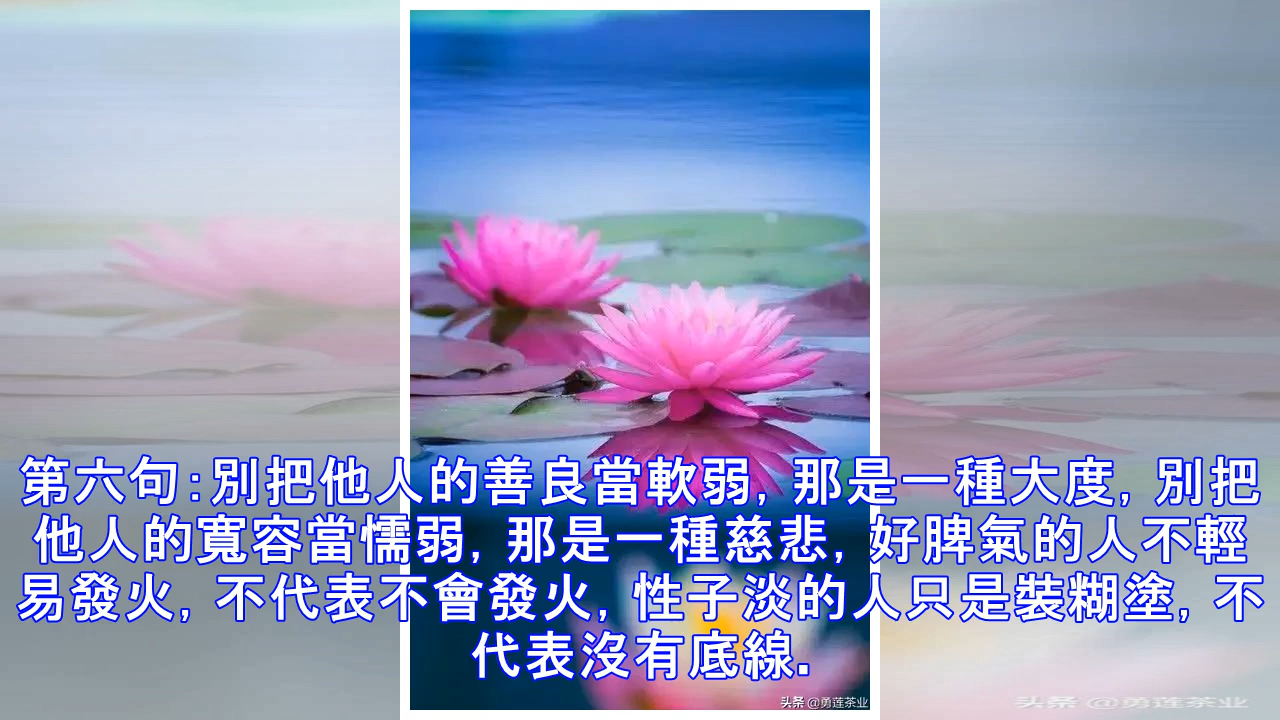 第六句:別把他人的善良當軟弱, 那是一種大度, 別把
他人的寬容當懦弱, 那是一種慈悲, 好脾氣的人不輕
易發火, 不代表不會發火, 性子淡的人只是裝糊塗, 不
代表沒有底線.
头条 @勇莲茶业
头条 @勇莲茶业